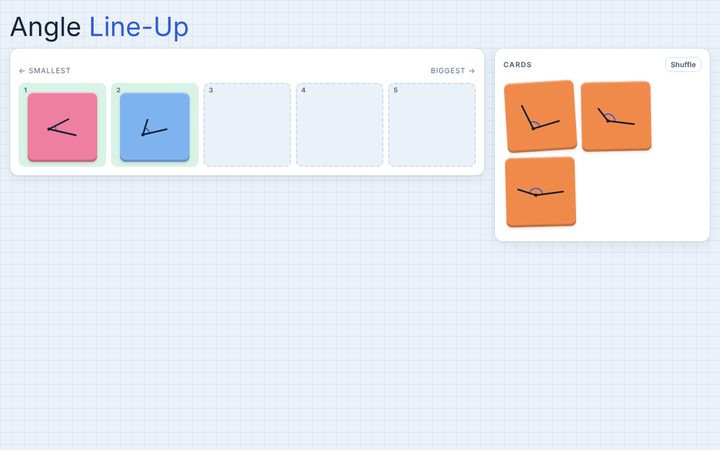 Angle Line-Up
← SMALLEST
BIGGEST →
1
2
3
4
5
CARDS
Shuffle